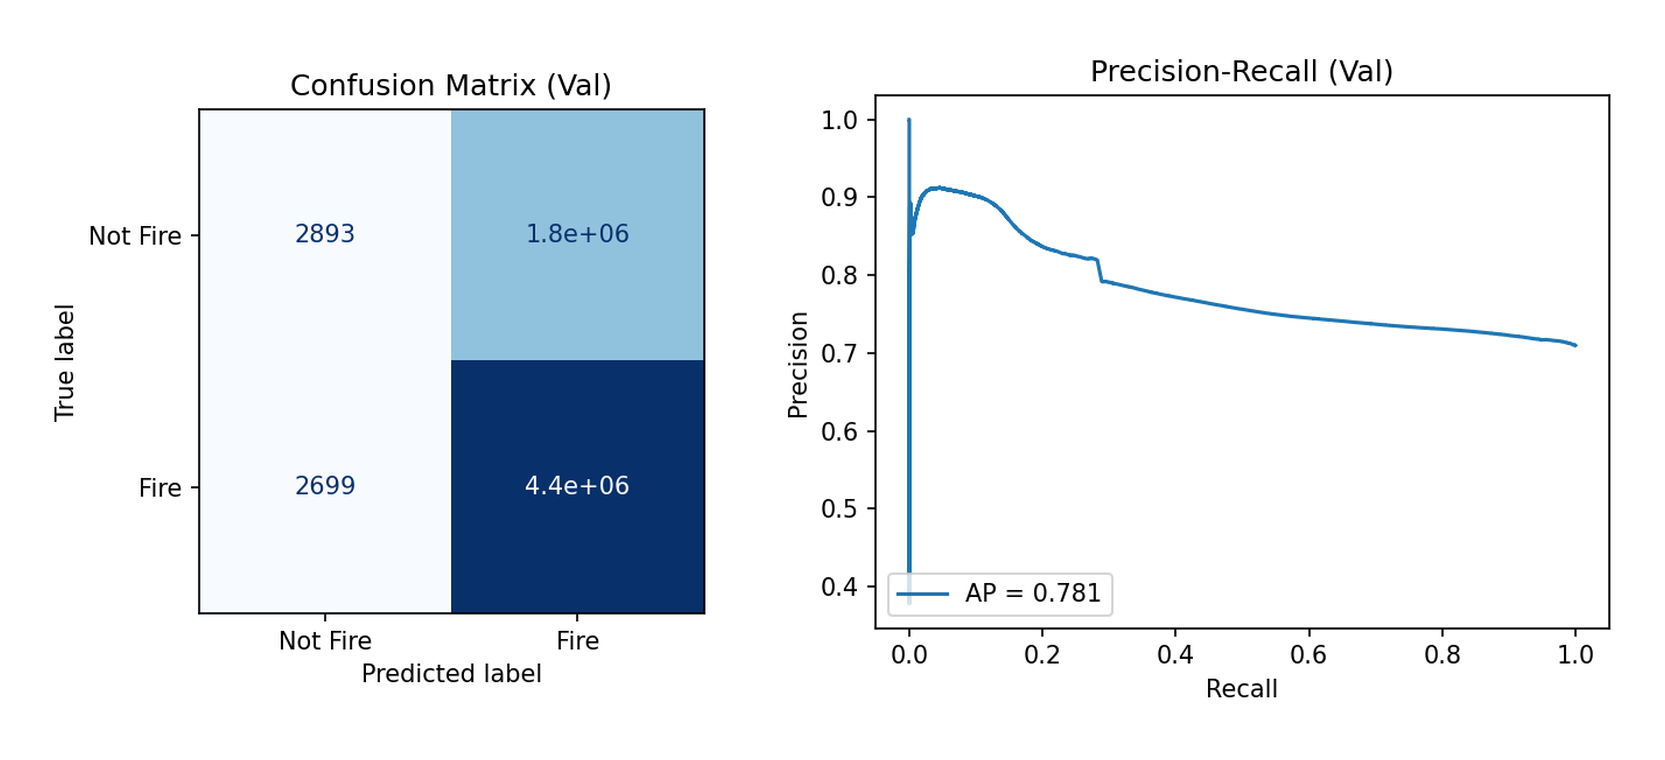 Confusion Matrix (Val)
True label
Not Fire
Fire
2893
1.8e+06
2699
4.4e+06
Not Fire
Fire
Predicted label
Precision-Recall (Val)
Precision
1.0
0.9
0.8
0.7
0.6
0.5
0.4
AP = 0.781
0.0
0.2
0.4
0.6
0.8
1.0
Recall